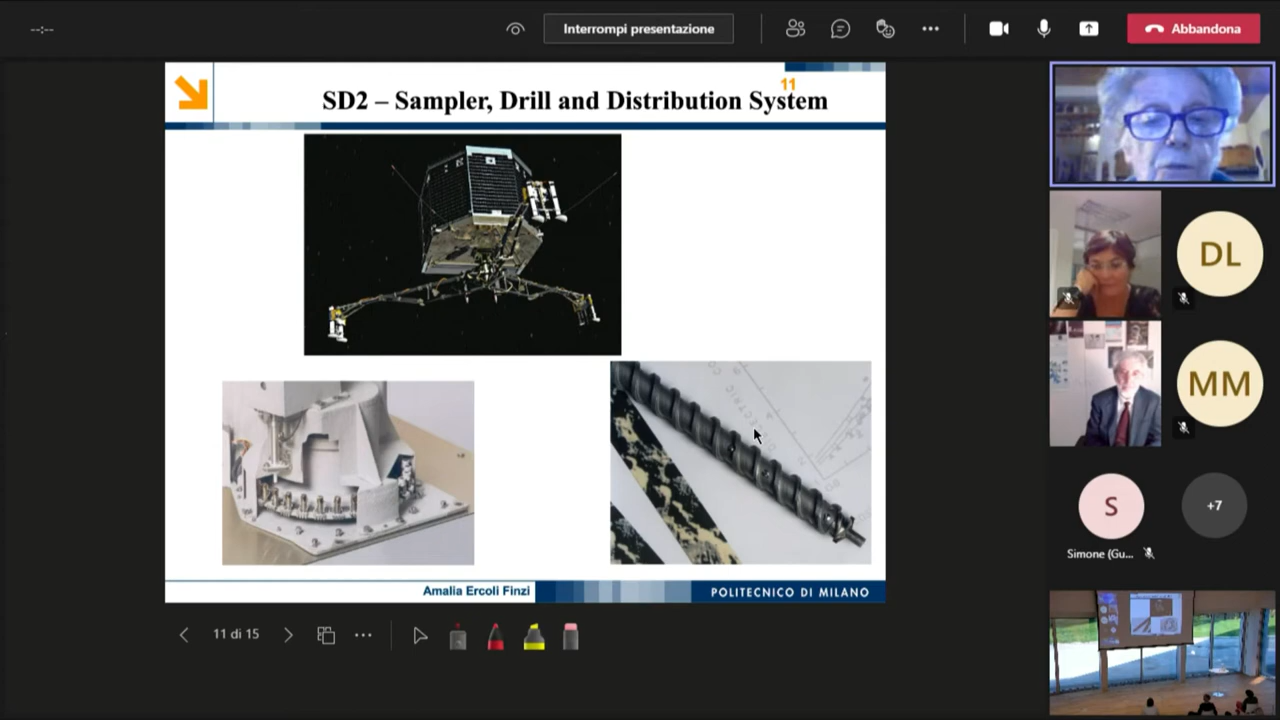 --:--
Interrompi presentazione
Abbandona
11
SD2 – Sampler, Drill and Distribution System
Amalia Ercoli Finzi
POLITECNICO DI MILANO
11 di 15
DL
MM
S
+7
Simone (Gu...